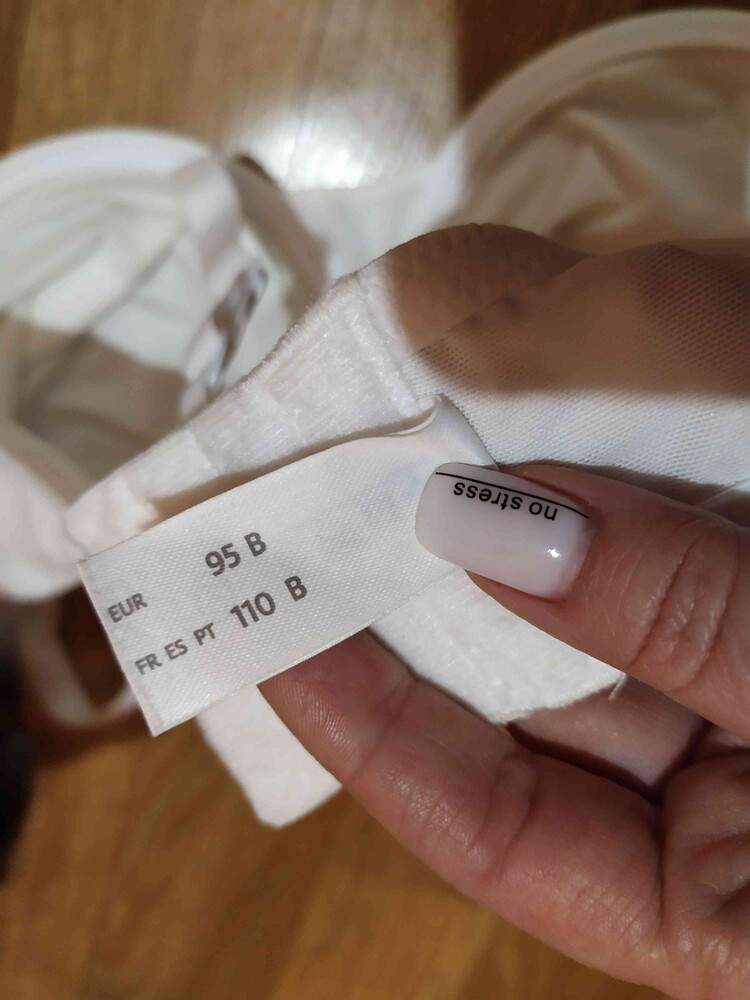 EUR 95 B
FR ES PT 110 B
no stress